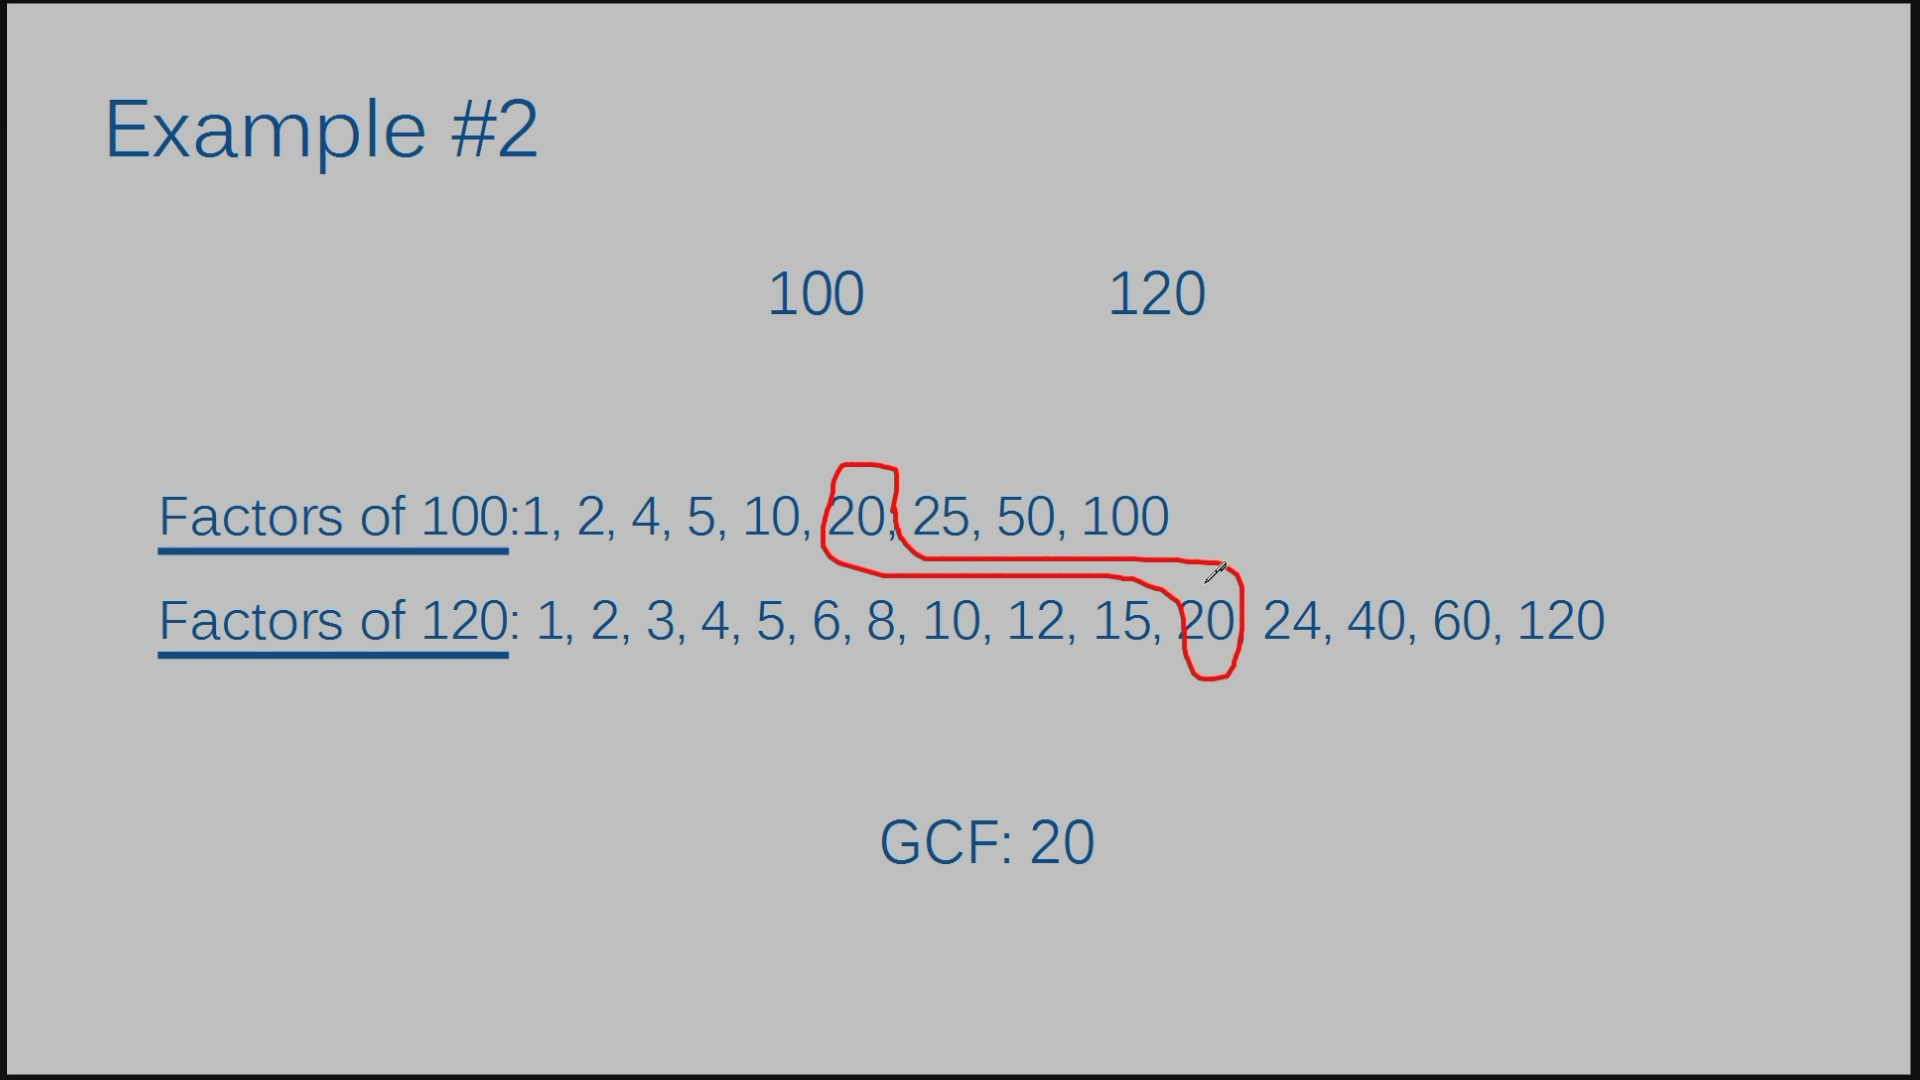 Example #2
100 120
Factors of 100:1, 2, 4, 5, 10, 20, 25, 50, 100
Factors of 120: 1, 2, 3, 4, 5, 6, 8, 10, 12, 15, 20 24, 40, 60, 120
GCF: 20